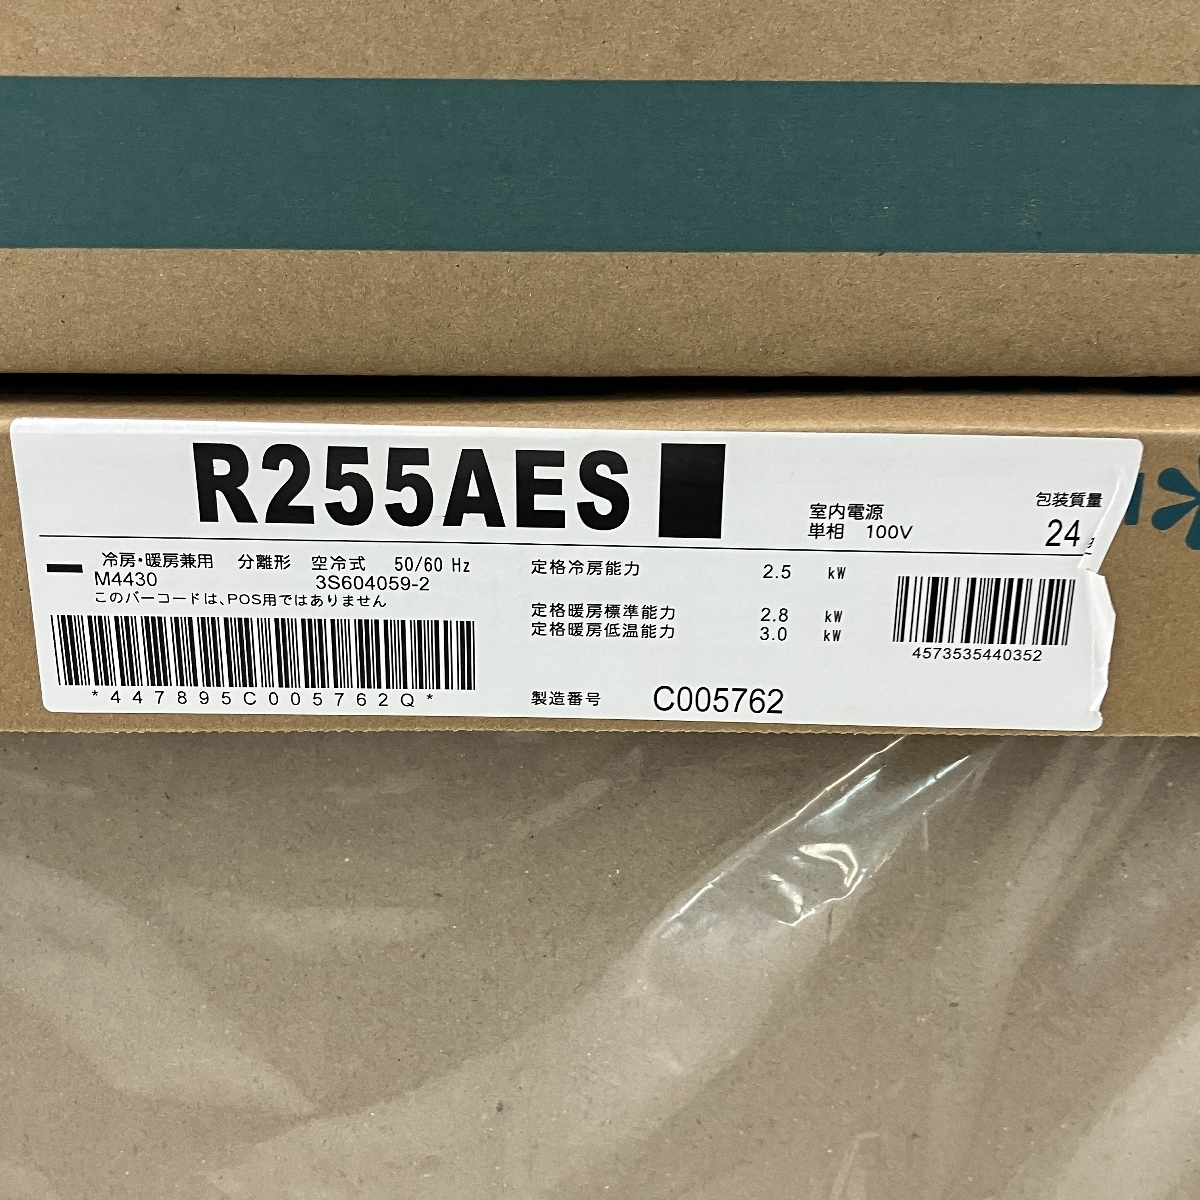 R255AES
室内電源
単相 100V
包装質量
24
冷房・暖房兼用 分離形 空冷式 50/60 Hz
M4430 3S604059-2
このバーコードは、POS用ではありません
*447895C005762Q*
定格冷房能力 2.5 kW
定格暖房標準能力 2.8 kW
定格暖房低温能力 3.0 kW
製造番号 C005762
4573535440352